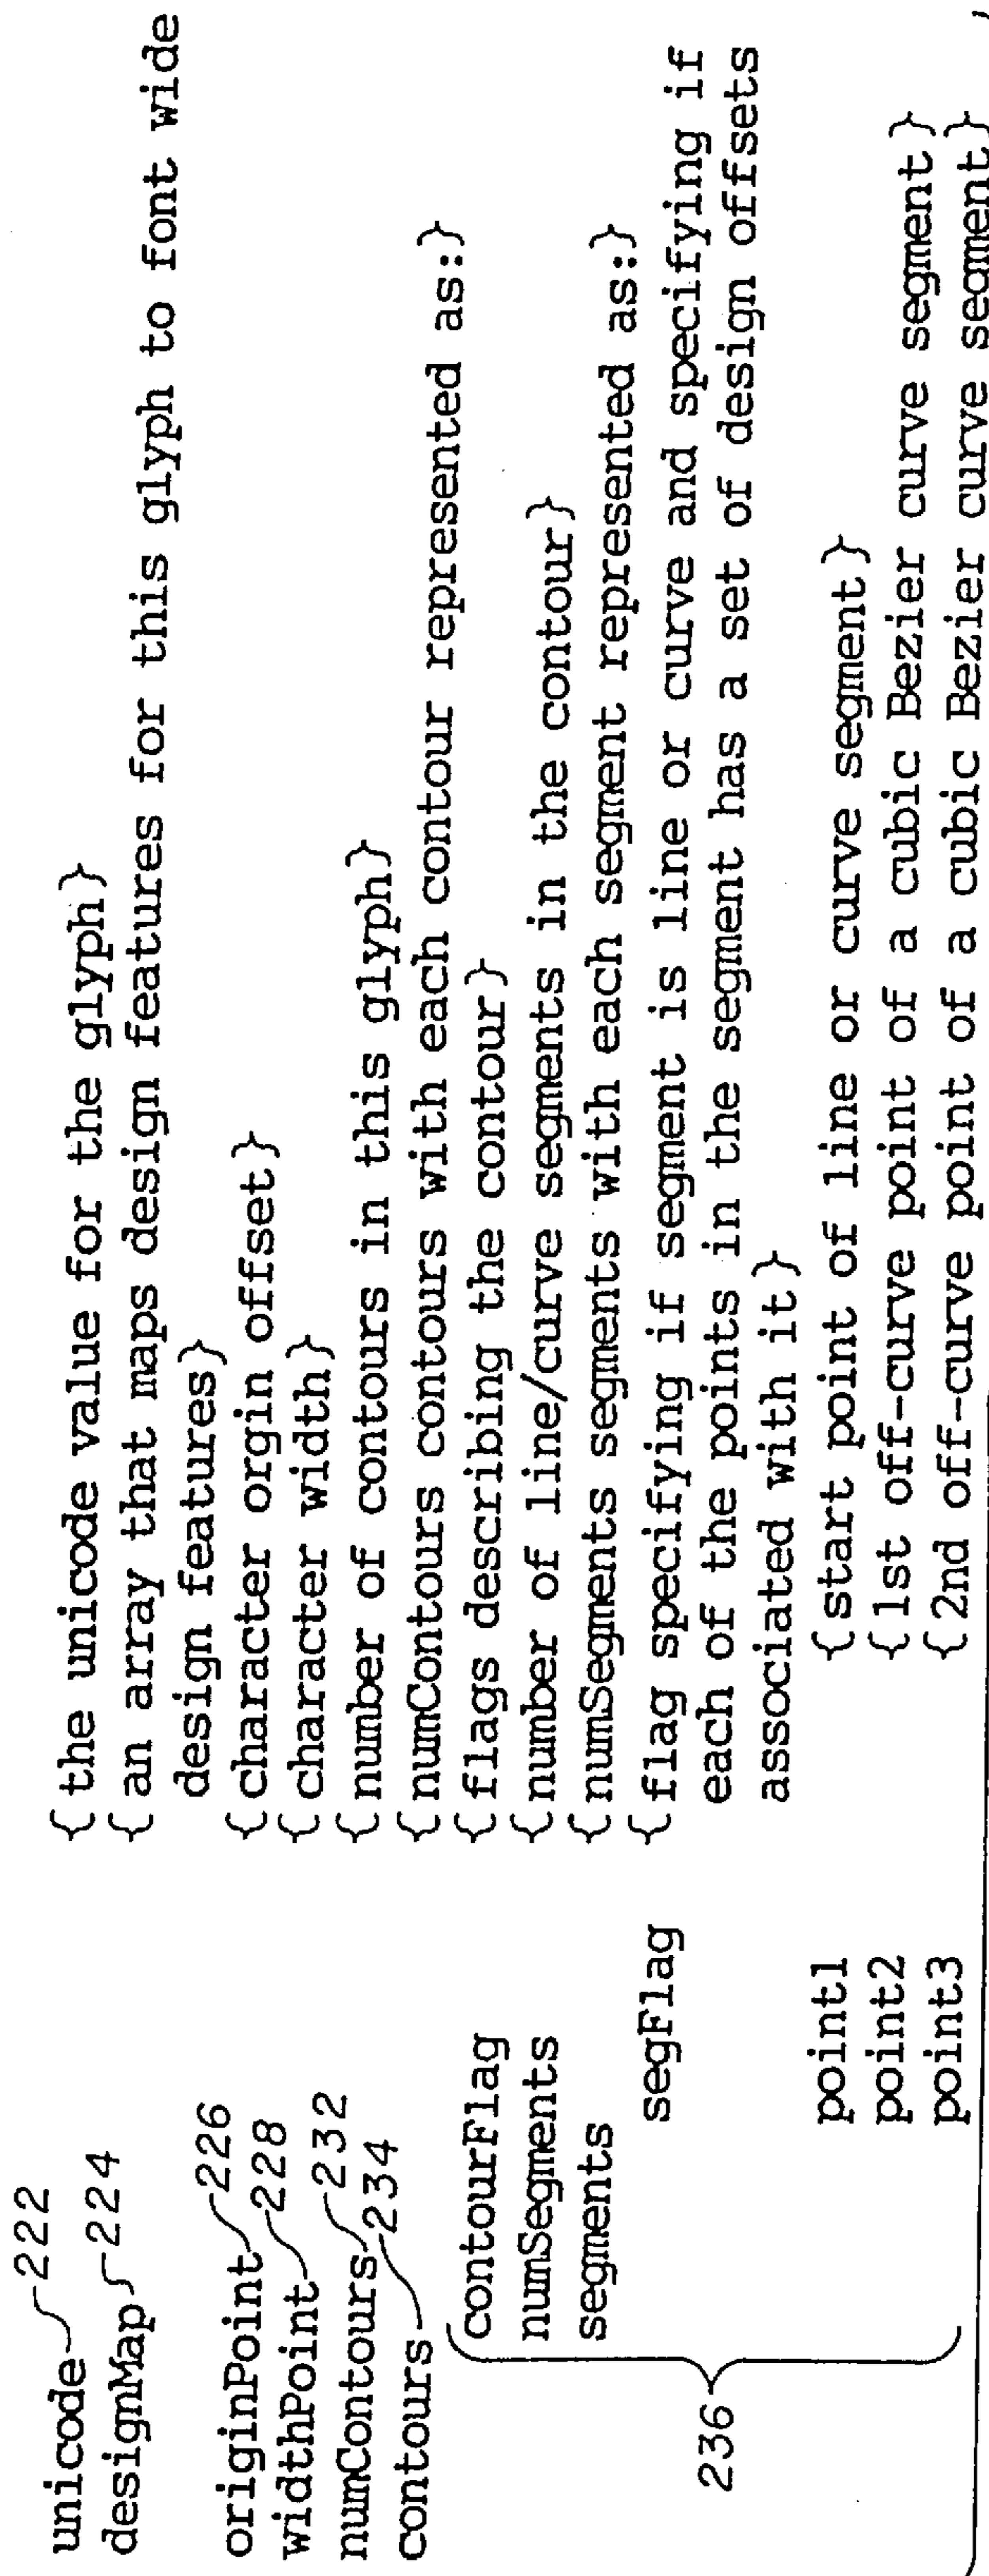 unicode 222 {the unicode value for the glyph}
designMap 224 {an array that maps design features for this glyph to font wide
design features}
originPoint 226 {character orgin offset}
widthPoint 228 {character width}
numContours 232 {number of contours in this glyph}
contours 234 {numContours contours with each contour represented as:}
contourFlag {flags describing the contour}
numSegments {number of line/curve segments in the contour}
segments {numSegments segments with each segment represented as:}
segFlag {flag specifying if segment is line or curve and specifying if
each of the points in the segment has a set of design offsets
associated with it}
236
point1 {start point of line or curve segment}
point2 {1st off-curve point of a cubic Bezier curve segment}
point3 {2nd off-curve point of a cubic Bezier curve segment}